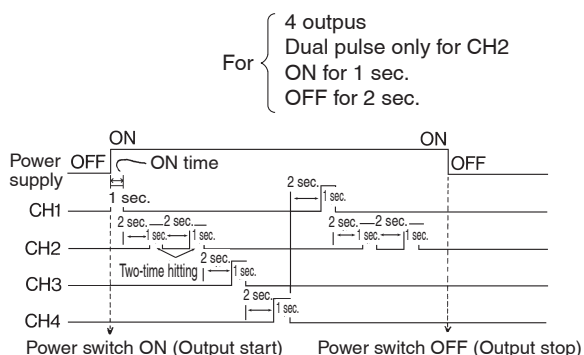 For
4 outpus
Dual pulse only for CH2
ON for 1 sec.
OFF for 2 sec.
ON ON
Power supply OFF ON time OFF
1 sec. 2 sec. 1 sec.
CH1
2 sec. 2 sec. 2 sec. 2 sec.
1 sec. 1 sec. 1 sec. 1 sec.
CH2
Two-time hitting 2 sec. 1 sec.
CH3
2 sec. 1 sec.
CH4
Power switch ON (Output start) Power switch OFF (Output stop)